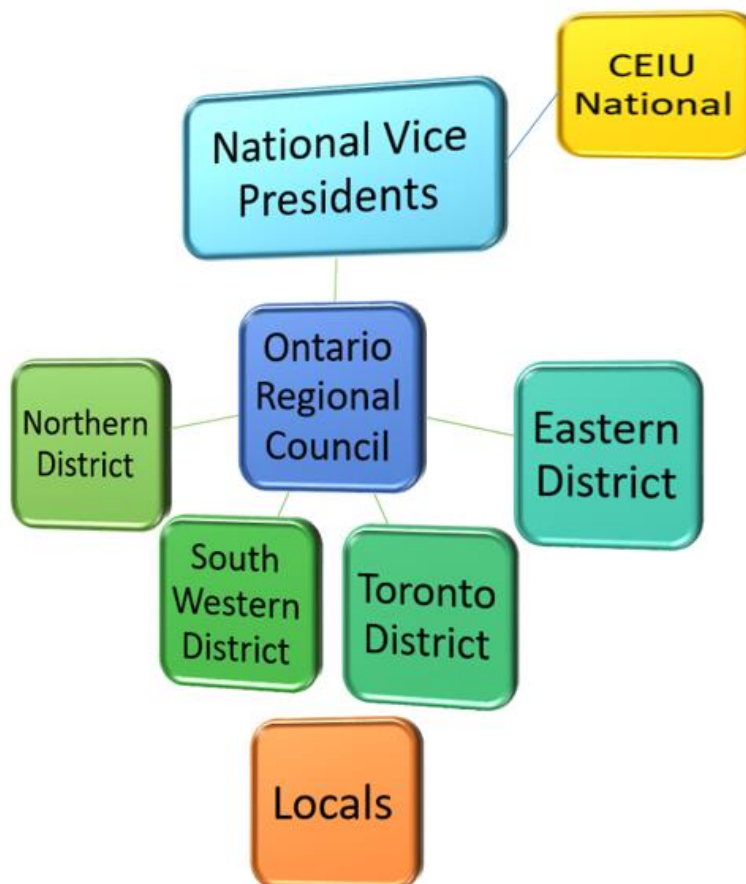 CEIU
National
National Vice
Presidents
Ontario
Regional
Council
Northern
District
Eastern
District
South
Western
District
Toronto
District
Locals